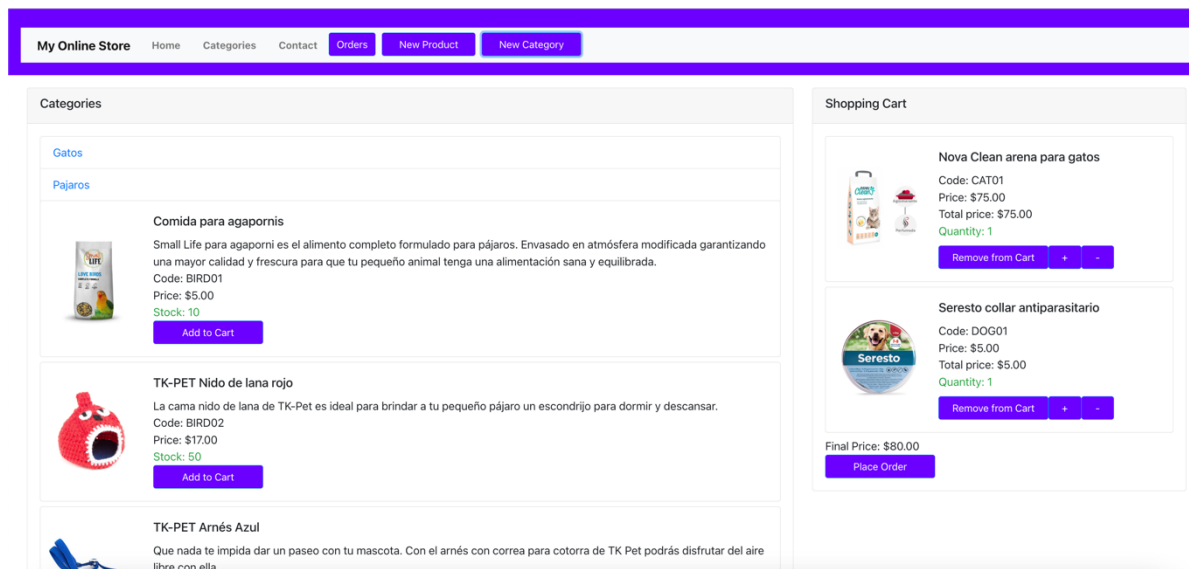 My Online Store Home Categories Contact Orders New Product New Category
Categories
Gatos
Pajaros
Comida para agapornis
Small Life para agaporni es el alimento completo formulado para pájaros. Envasado en atmósfera modificada garantizando
una mayor calidad y frescura para que tu pequeño animal tenga una alimentación sana y equilibrada.
Code: BIRD01
Price: $5.00
Stock: 10
Add to Cart
TK-PET Nido de lana rojo
La cama nido de lana de TK-Pet es ideal para brindar a tu pequeño pájaro un escondrijo para dormir y descansar.
Code: BIRD02
Price: $17.00
Stock: 50
Add to Cart
TK-PET Arnés Azul
Que nada te impida dar un paseo con tu mascota. Con el arnés con correa para cotorra de TK Pet podrás disfrutar del aire
libre con ella.
Shopping Cart
Nova Clean arena para gatos
Code: CAT01
Price: $75.00
Total price: $75.00
Quantity: 1
Remove from Cart + -
Seresto collar antiparasitario
Seresto
Code: DOG01
Price: $5.00
Total price: $5.00
Quantity: 1
Remove from Cart + -
Final Price: $80.00
Place Order